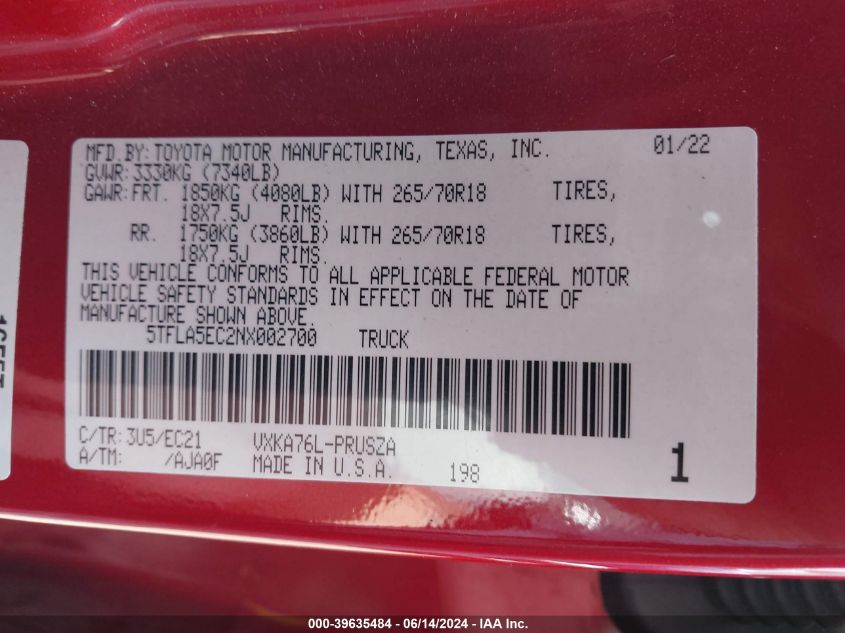 MFD.BY:TOYOTA MOTOR MANUFACTURING, TEXAS, INC. 01/22
GVWR:3330KG (7340LB)
GAWR:FRT. 1850KG (4080LB) WITH 265/70R18 TIRES,
18X7.5J RIMS.
RR. 1750KG (3860LB) WITH 265/70R18 TIRES,
18X7.5J RIMS.
THIS VEHICLE CONFORMS TO ALL APPLICABLE FEDERAL MOTOR
VEHICLE SAFETY STANDARDS IN EFFECT ON THE DATE OF
MANUFACTURE SHOWN ABOVE.
5TFLA5EC2NX002700 TRUCK
C/TR:3U5/EC21 VXKA76L-PRUSZA
A/TM: /AJA0F MADE IN U.S.A. 198 1
000-39635484 - 06/14/2024 - IAA Inc.